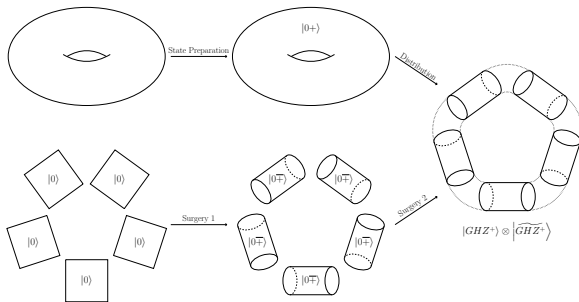 State Preparation
|0+⟩
Distribution
|0⟩
|0⟩
|0⟩
|0⟩
|0⟩
Surgery 1
|0∓⟩
|0∓⟩
|0∓⟩
|0∓⟩
|0∓⟩
Surgery 2
|GHZ⁺⟩ ⊗ |G͠H͠Z͠⁺⟩